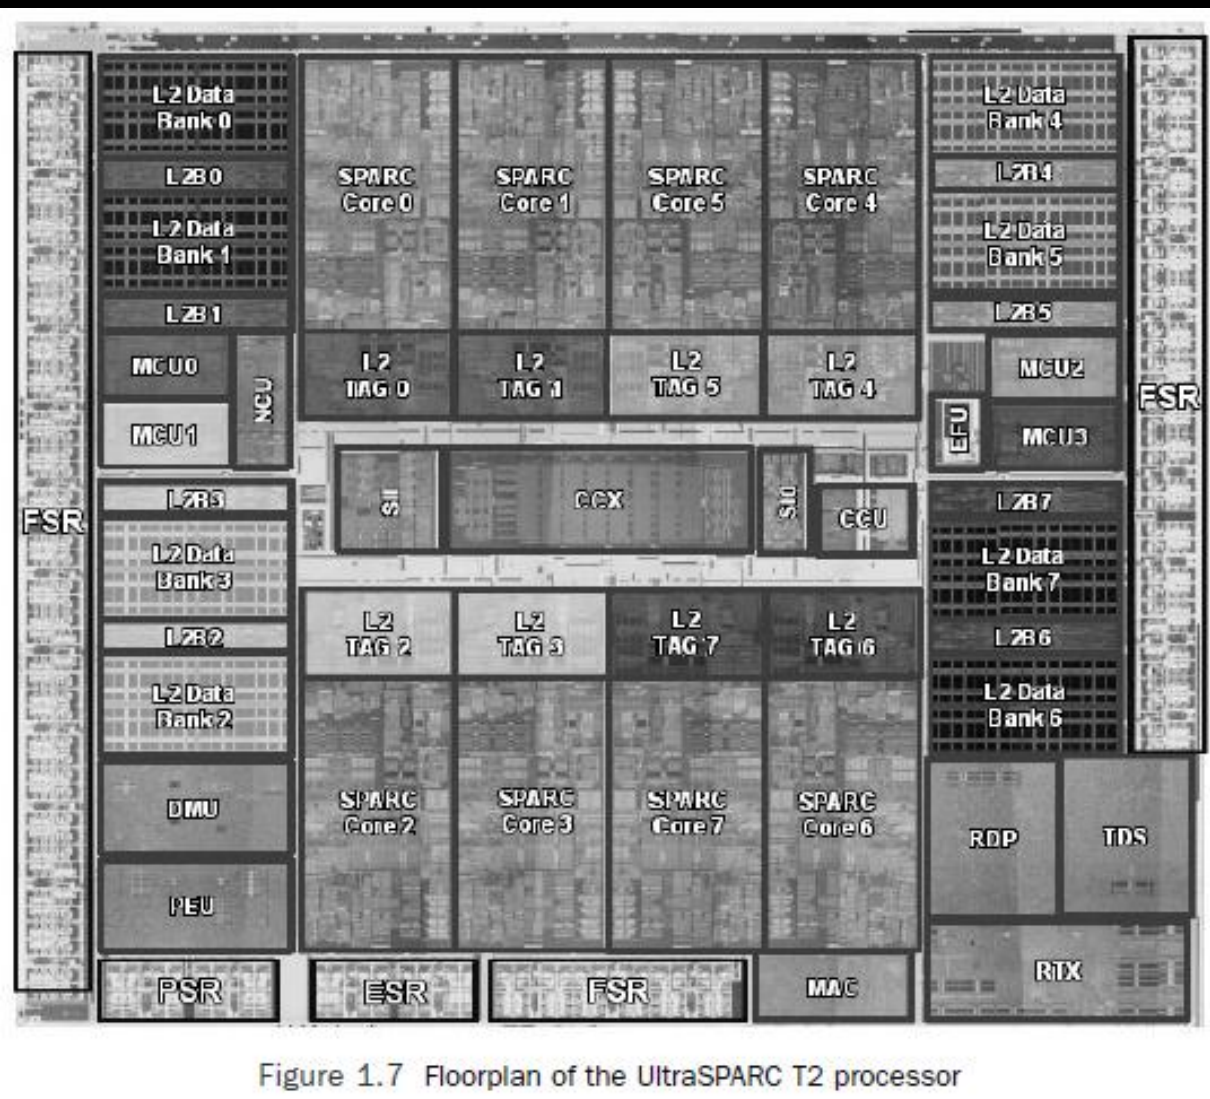 L2 Data
Bank 0
L2B0
L2 Data
Bank 1
L2B1
MCU0
MCU1
NCU
FSR
L2B3
L2 Data
Bank 3
L2B2
L2 Data
Bank 2
DMU
PEU
PSR
SPARC
Core 0
SPARC
Core 1
SPARC
Core 5
SPARC
Core 4
L2
TAG 0
L2
TAG 1
L2
TAG 5
L2
TAG 4
SII
CCX
SIO
CCU
L2
TAG 2
L2
TAG 3
L2
TAG 7
L2
TAG 6
SPARC
Core 2
SPARC
Core 3
SPARC
Core 7
SPARC
Core 6
ESR
FSR
MAC
L2 Data
Bank 4
L2B4
L2 Data
Bank 5
L2B5
EFU
MCU2
MCU3
FSR
L2B7
L2 Data
Bank 7
L2B6
L2 Data
Bank 6
RDP
TDS
RTX
Figure 1.7 Floorplan of the UltraSPARC T2 processor